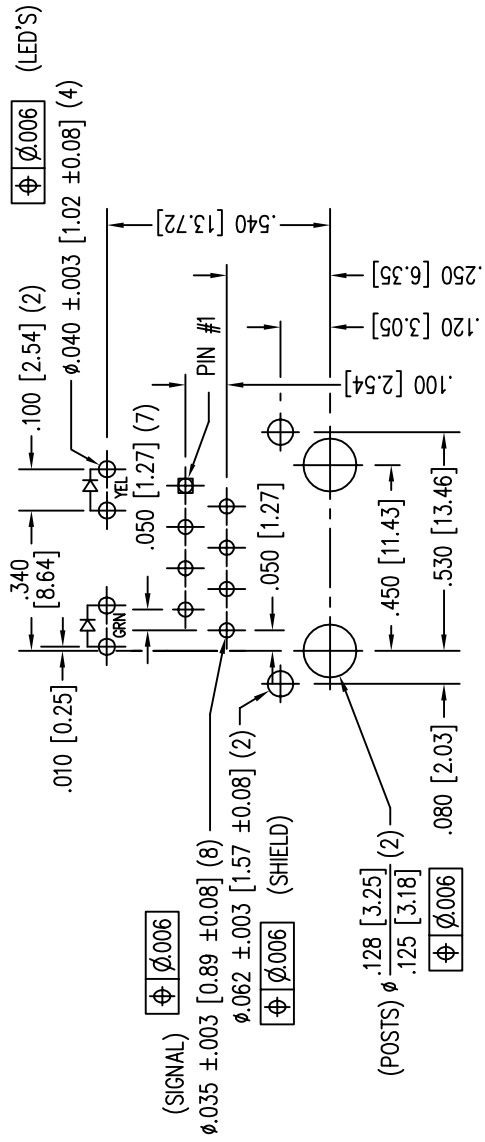 (LED'S)
⌖ ø.006
ø.040 ±.003 [1.02 ±0.08] (4)
.100 [2.54] (2)
.340
[8.64]
.010 [0.25]
GRN
YEL
.050 [1.27] (7)
PIN #1
.540 [13.72]
.250 [6.35]
.120 [3.05]
.100 [2.54]
.050 [1.27]
(SIGNAL)
⌖ ø.006
ø.035 ±.003 [0.89 ±0.08] (8)
ø.062 ±.003 [1.57 ±0.08] (2)
⌖ ø.006
(SHIELD)
.450 [11.43]
.530 [13.46]
.080 [2.03]
(POSTS) ø .128 [3.25] (2)
.125 [3.18]
⌖ ø.006